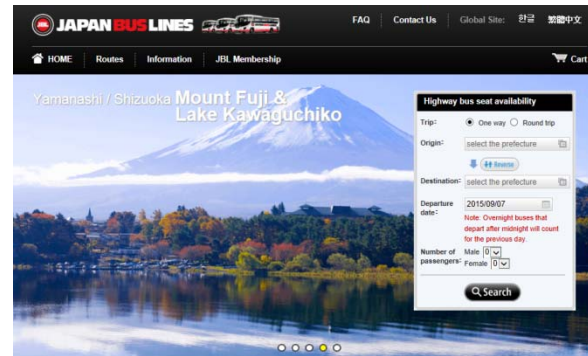 JAPAN BUS LINES
FAQ Contact Us Global Site: 한글 繁體中文
HOME Routes Information JBL Membership Cart
Yamanashi / Shizuoka Mount Fuji &
Lake Kawaguchiko
Highway bus seat availability
Trip: One way Round trip
Origin: select the prefecture
Reverse
Destination: select the prefecture
Departure date: 2015/09/07
Note: Overnight buses that
depart after midnight will count
for the previous day.
Number of passengers: Male 0
Female 0
Search